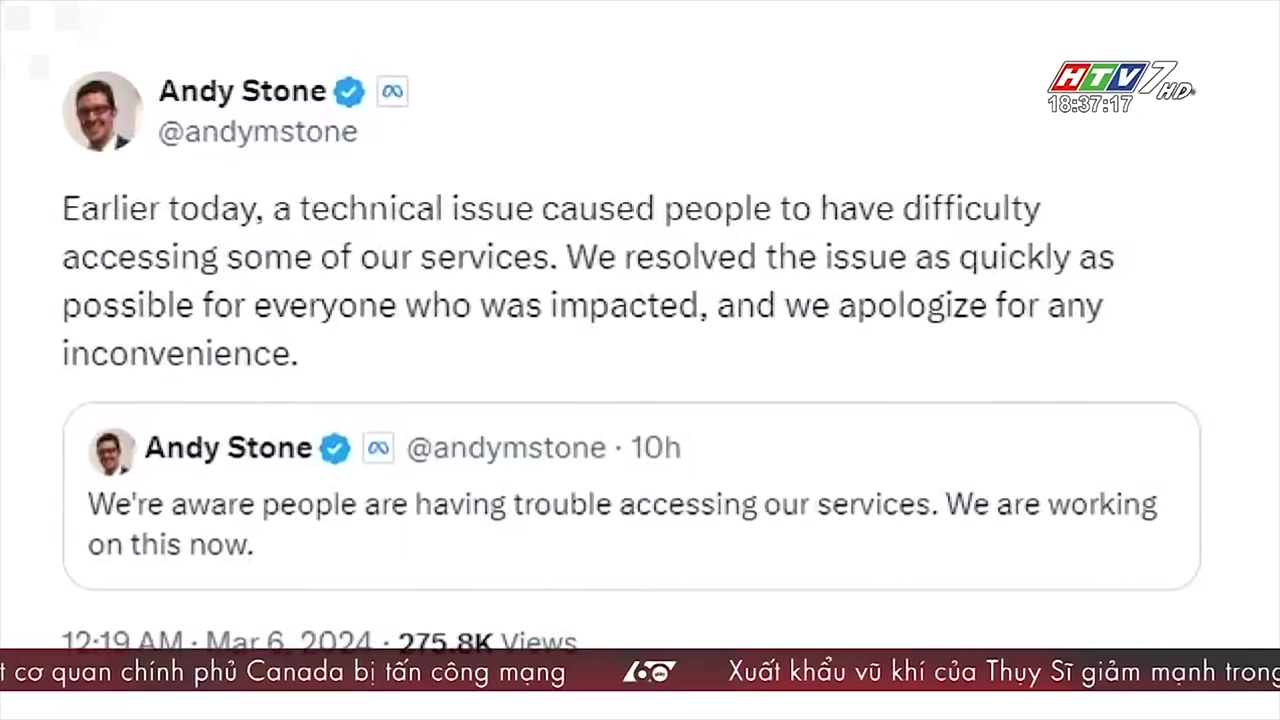 Andy Stone
@andymstone
HTV7 HD
18:37:17
Earlier today, a technical issue caused people to have difficulty
accessing some of our services. We resolved the issue as quickly as
possible for everyone who was impacted, and we apologize for any
inconvenience.
Andy Stone @andymstone · 10h
We're aware people are having trouble accessing our services. We are working
on this now.
12:19 AM · Mar 6, 2024 · 275.8K Views
t cơ quan chính phủ Canada bị tấn công mạng 60 giây Xuất khẩu vũ khí của Thụy Sĩ giảm mạnh trong